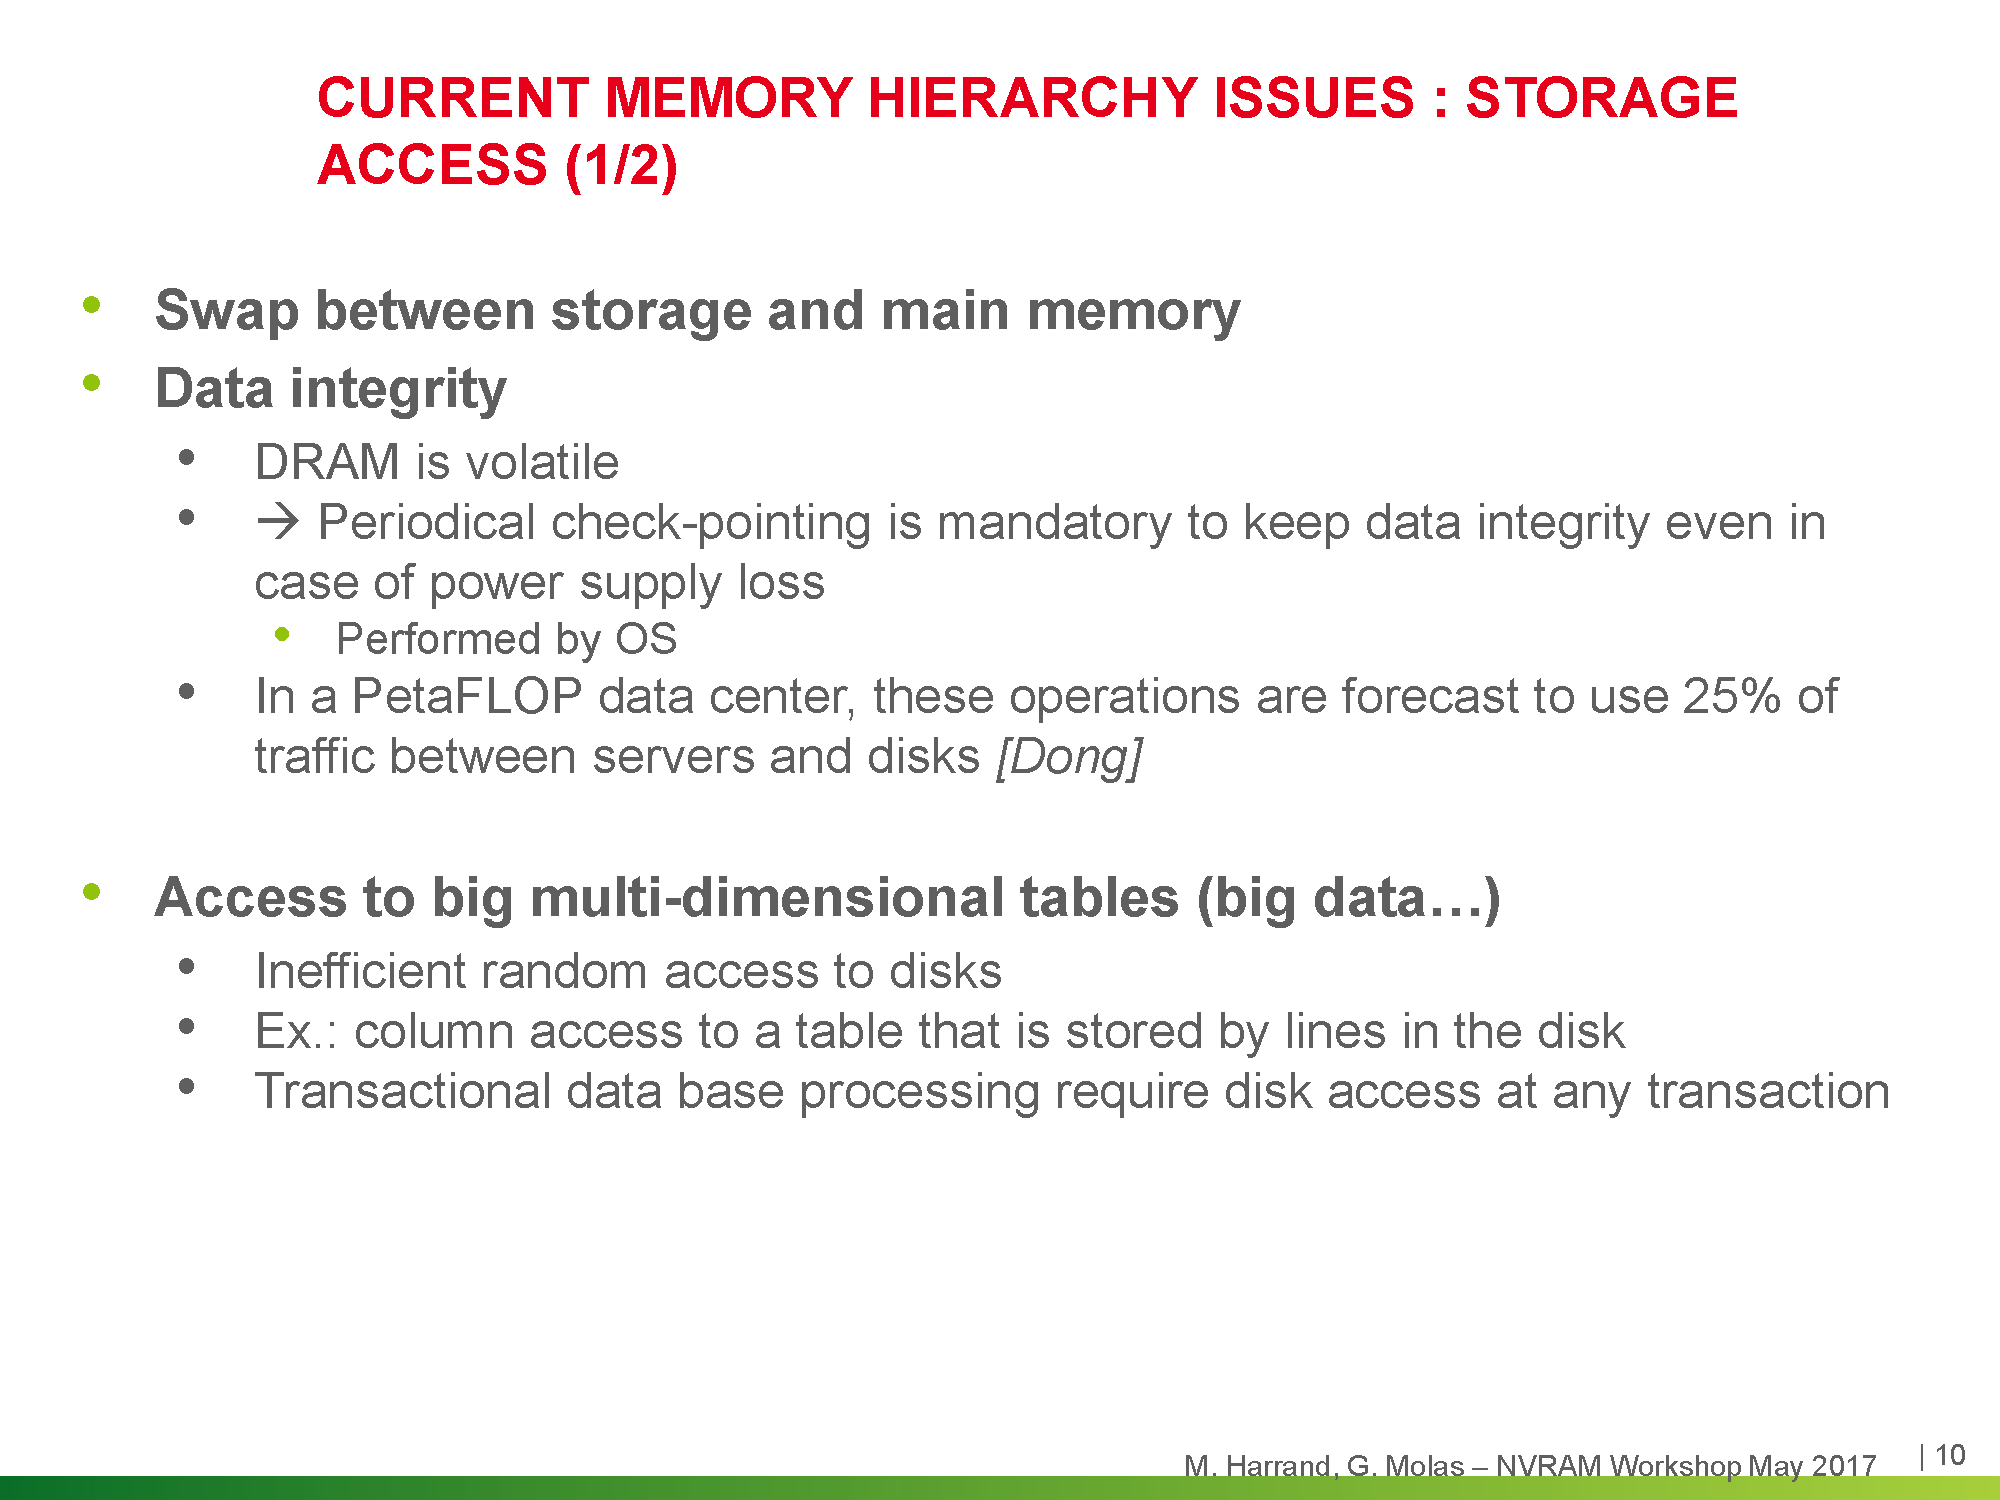 CURRENT MEMORY HIERARCHY ISSUES : STORAGE
ACCESS (1/2)
• Swap between storage and main memory
• Data integrity
• DRAM is volatile
• → Periodical check-pointing is mandatory to keep data integrity even in
case of power supply loss
• Performed by OS
• In a PetaFLOP data center, these operations are forecast to use 25% of
traffic between servers and disks [Dong]
• Access to big multi-dimensional tables (big data…)
• Inefficient random access to disks
• Ex.: column access to a table that is stored by lines in the disk
• Transactional data base processing require disk access at any transaction
M. Harrand, G. Molas – NVRAM Workshop May 2017
| 10